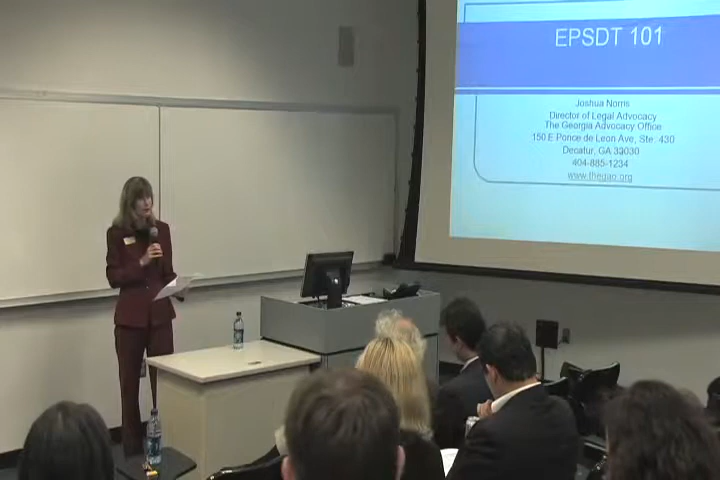 EPSDT 101
Joshua Norris
Director of Legal Advocacy
The Georgia Advocacy Office
150 E Ponce de Leon Ave, Ste. 430
Decatur, GA 30030
404-885-1234
www.thegao.org